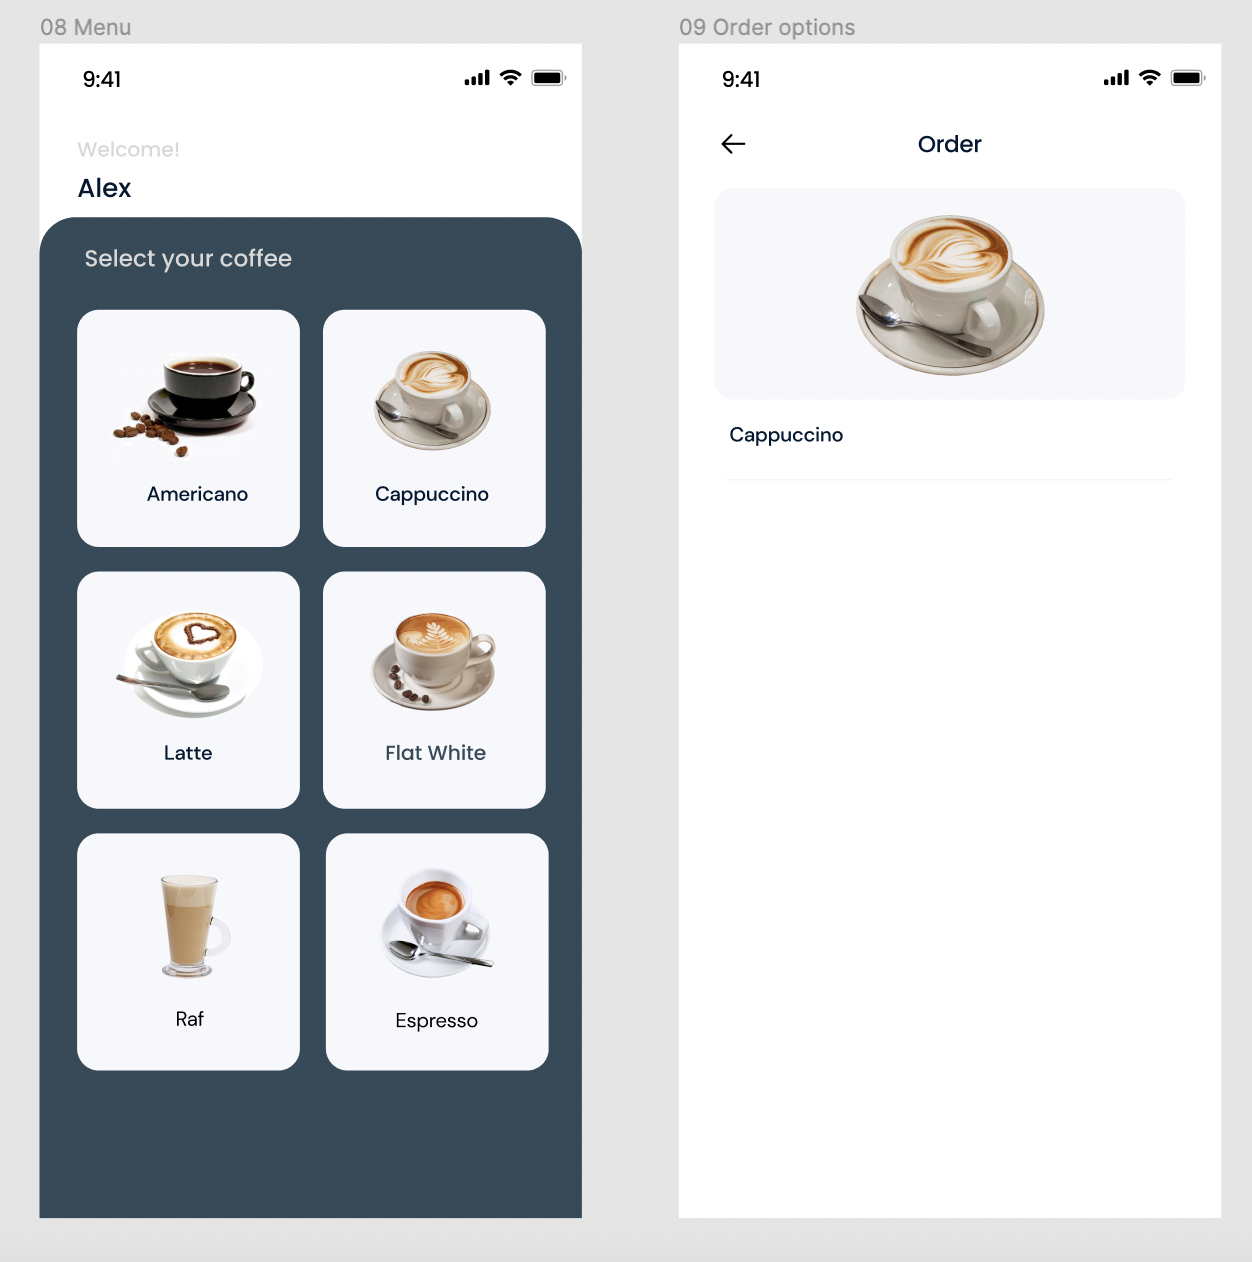 08 Menu
9:41
Welcome!
Alex
Select your coffee
Americano
Cappuccino
Latte
Flat White
Raf
Espresso
09 Order options
9:41
Order
Cappuccino